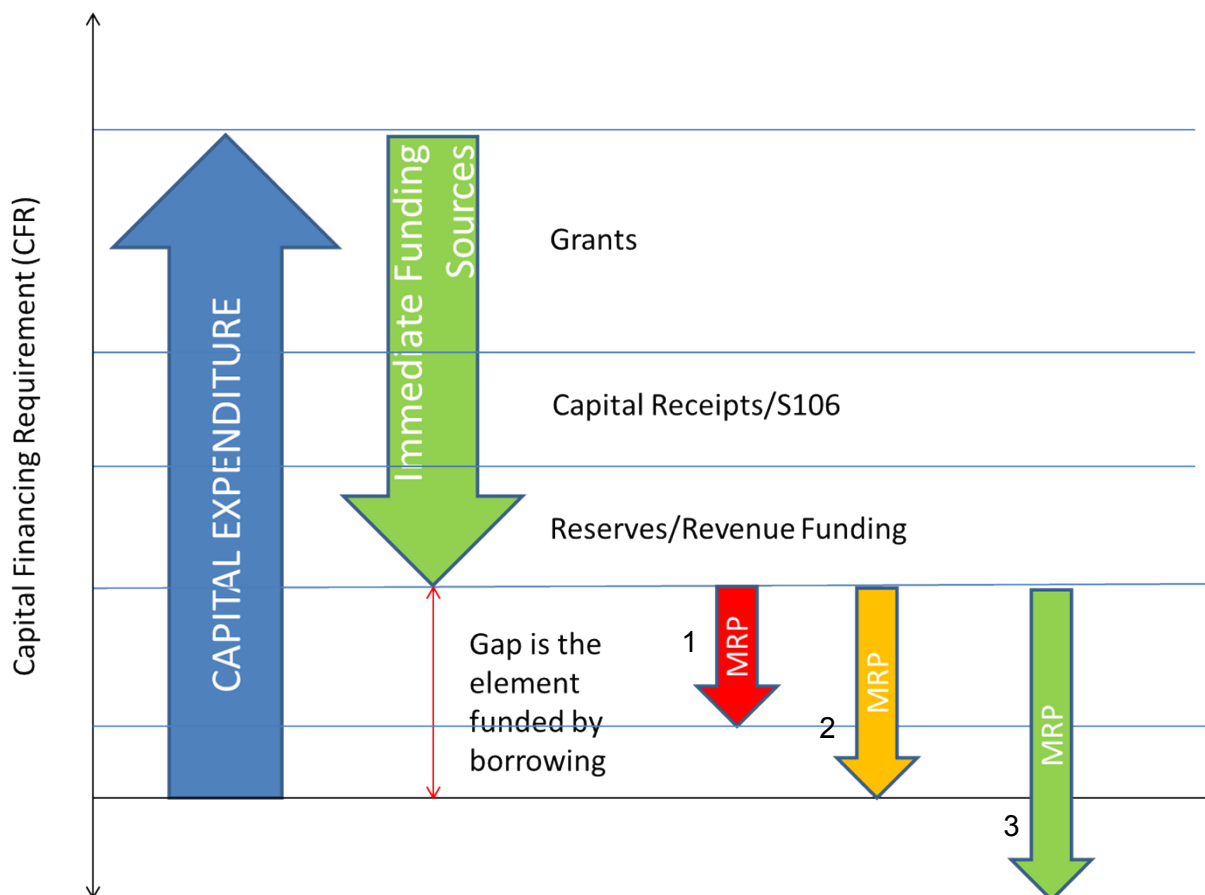 Capital Financing Requirement (CFR)
CAPITAL EXPENDITURE
Immediate Funding
Sources
Grants
Capital Receipts/S106
Reserves/Revenue Funding
Gap is the
element
funded by
borrowing
1
MRP
2
MRP
3
MRP